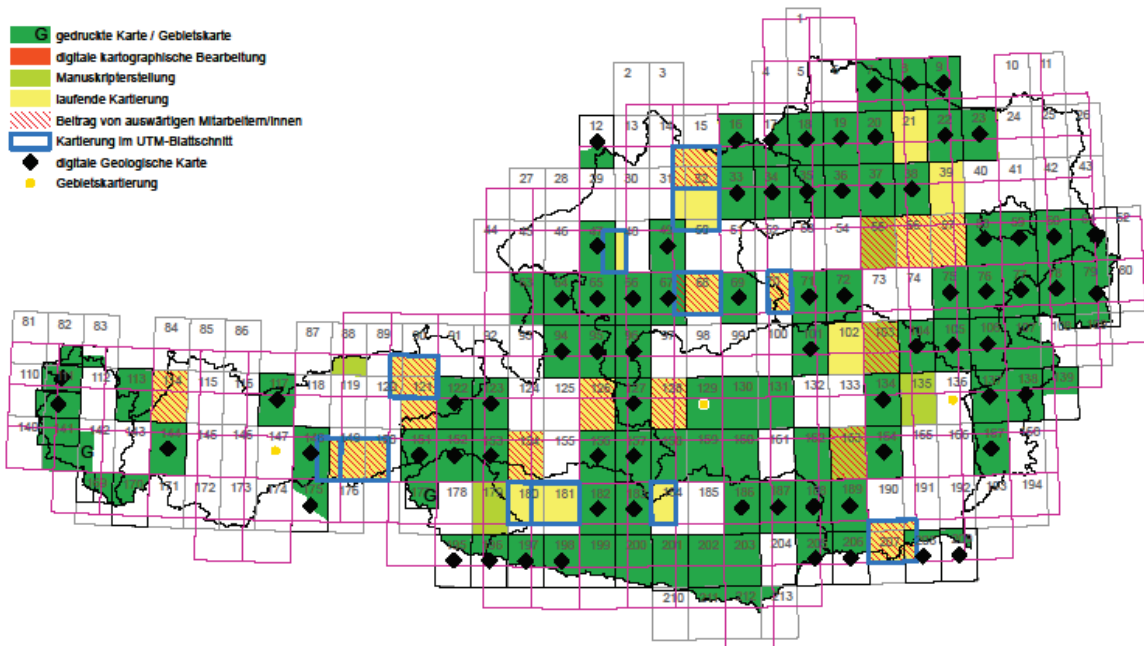 G gedruckte Karte / Gebietskarte
digitale kartographische Bearbeitung
Manuskripterstellung
laufende Kartierung
Beitrag von auswärtigen Mitarbeitern/innen
Kartierung im UTM-Blattschnitt
digitale Geologische Karte
Gebietskartierung
1
2 3 4 5 8 9 10 11
12 13 14 15 16 17 18 19 20 21 22 23 24 25 26
27 28 29 30 31 32 33 34 35 36 37 38 39 40 41 42 43
44 45 46 47 48 49 50 51 52 53 54 55 56 57 58 59 60 61 62
63 64 65 66 67 68 69 71 72 73 74 75 76 77 78 79 80
81 82 83 84 85 86 87 88 89 90 91 92 93 94 95 96 97 98 99 100 101 102 103 104 105 106 107 108
110 112 113 114 115 116 117 118 119 120 121 122 123 124 125 126 127 128 129 130 131 132 133 134 135 136 137 138 139
140 141 142 143 144 145 146 147 148 149 150 151 152 153 154 155 156 157 158 159 160 161 162 163 164 165 166 167
G
169 170 171 172 173 174 175 176 177 178 179 180 181 182 183 184 185 186 187 188 189 190 191 192 193 194
G
195 196 197 198 199 200 201 202 203 204 205 206 207 208
210 211 212 213